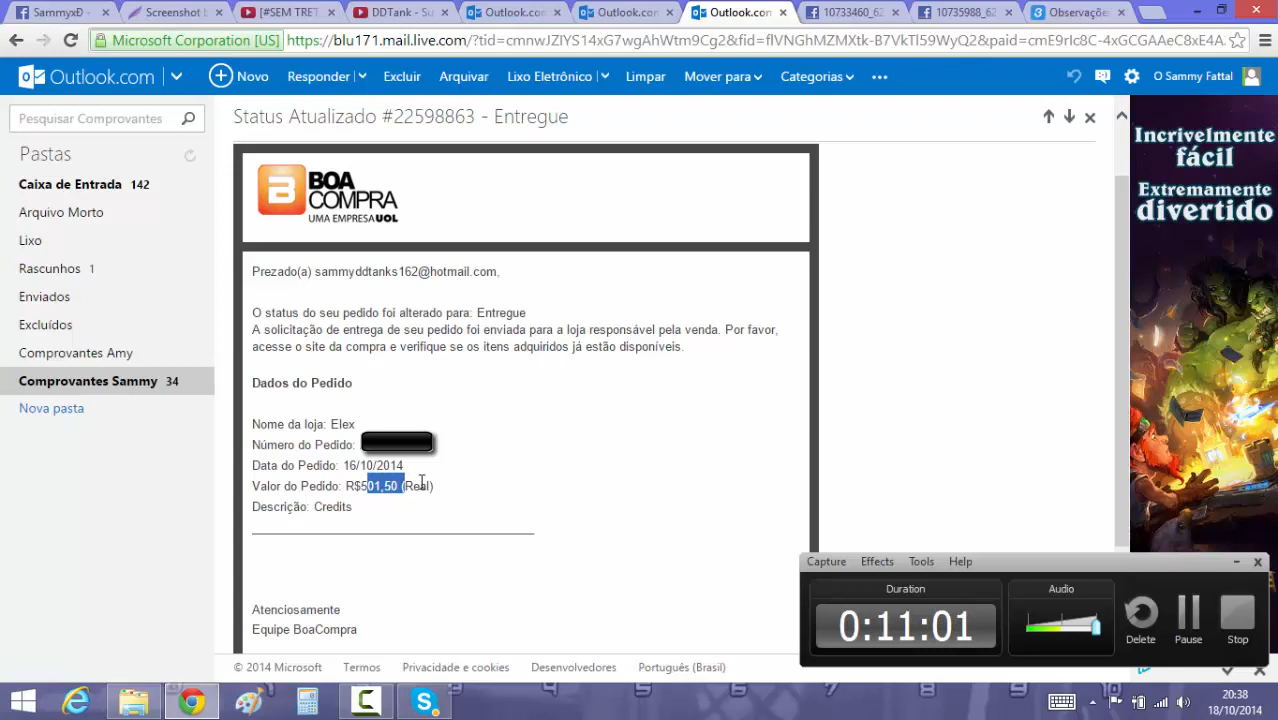 SammyxÐ -
Screenshot b
[#SEM TRET
DDTank - Su
Outlook.com
Outlook.com
Outlook.com
10733460_62
10735988_62
Observaçõe
Microsoft Corporation [US]
https://blu171.mail.live.com/?tid=cmnwJZIYS14xG7wgAhWtm9Cg2&fid=flVNGhMZMXtk-B7VkTl59WyQ2&paid=cmE9rIc8C-4xGCGAAeC8xE4A
Outlook.com
Novo
Responder
Excluir
Arquivar
Lixo Eletrônico
Limpar
Mover para
Categorias
O Sammy Fattal
Pesquisar Comprovantes
Pastas
Caixa de Entrada 142
Arquivo Morto
Lixo
Rascunhos 1
Enviados
Excluídos
Comprovantes Amy
Comprovantes Sammy 34
Nova pasta
Status Atualizado #22598863 - Entregue
a BOA
COMPRA
UMA EMPRESA UOL
Prezado(a) sammyddtanks162@hotmail.com,
O status do seu pedido foi alterado para: Entregue
A solicitação de entrega de seu pedido foi enviada para a loja responsável pela venda. Por favor,
acesse o site da compra e verifique se os itens adquiridos já estão disponíveis.
Dados do Pedido
Nome da loja: Elex
Número do Pedido:
Data do Pedido: 16/10/2014
Valor do Pedido: R$501,50 (Real)
Descrição: Credits
Atenciosamente
Equipe BoaCompra
© 2014 Microsoft
Termos
Privacidade e cookies
Desenvolvedores
Português (Brasil)
Incrivelmente
fácil
Extremamente
divertido
Capture
Effects
Tools
Help
Duration
0:11:01
Audio
Delete
Pause
Stop
20:38
18/10/2014